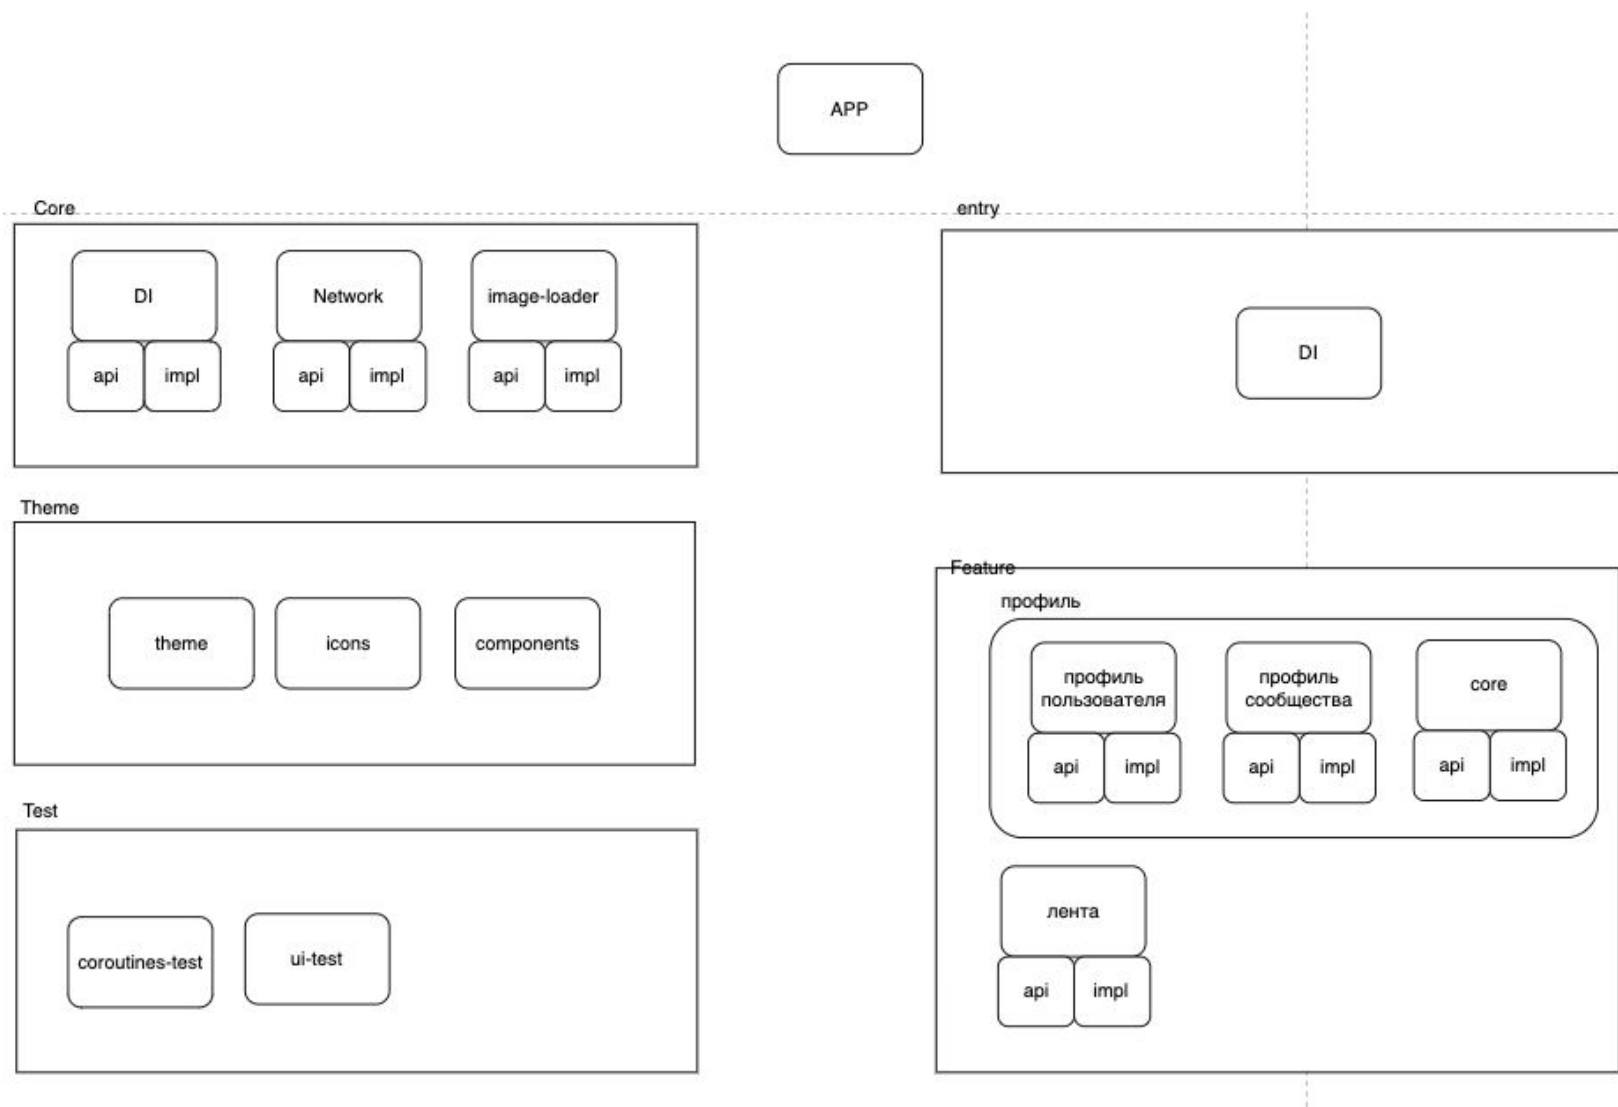 APP
Core
DI
Network
image-loader
api
impl
api
impl
api
impl
Theme
theme
icons
components
Test
coroutines-test
ui-test
entry
DI
Feature
профиль
профиль
пользователя
профиль
сообщества
core
api
impl
api
impl
api
impl
лента
api
impl